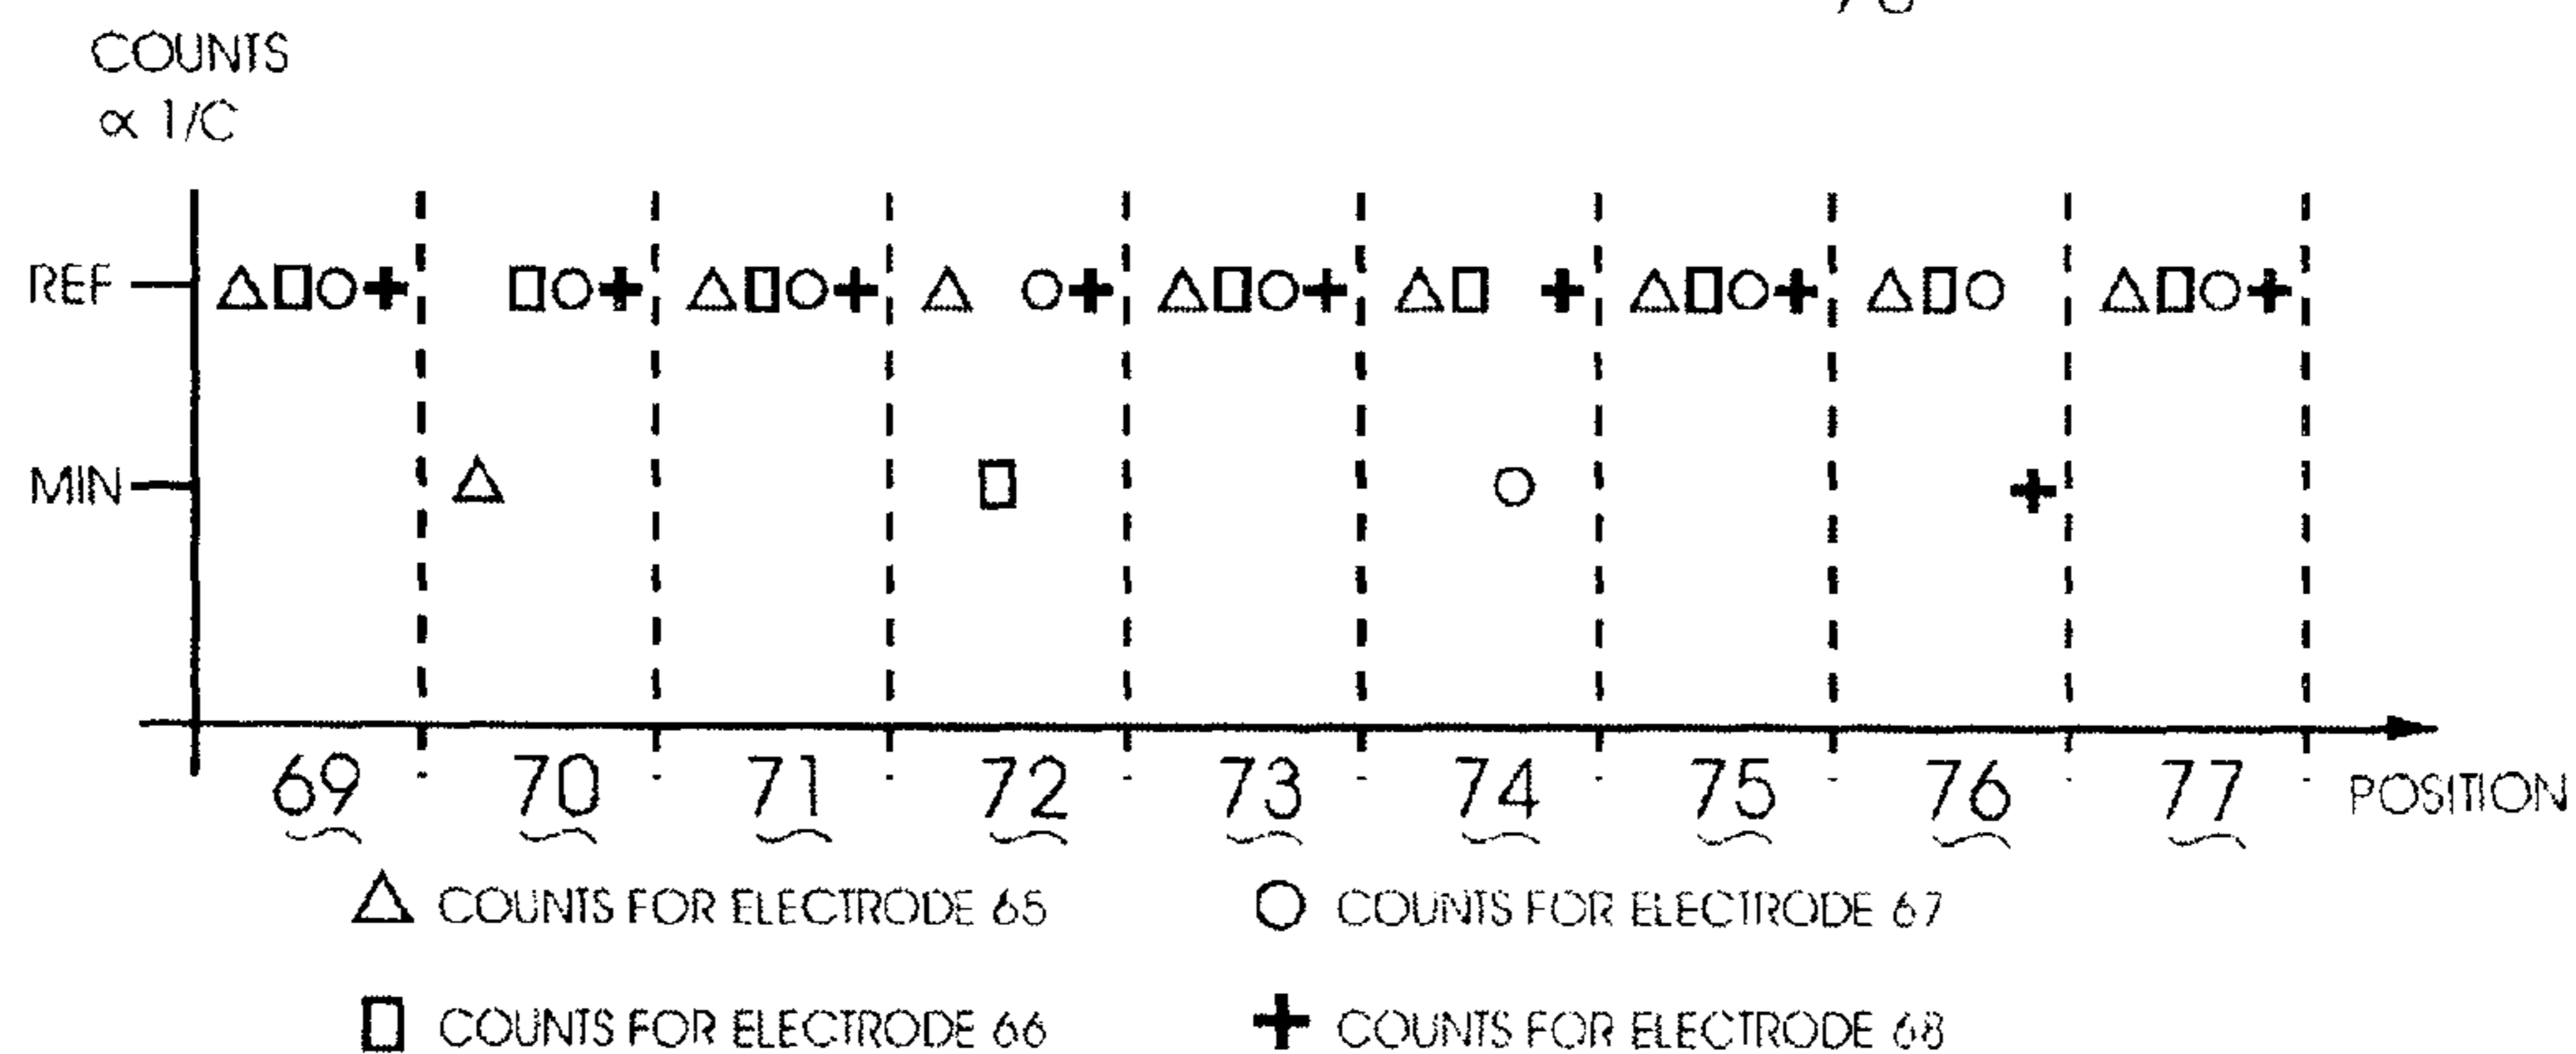 COUNTS
∝ 1/C
REF
MIN
69 70 71 72 73 74 75 76 77
POSITION
COUNTS FOR ELECTRODE 65
COUNTS FOR ELECTRODE 67
COUNTS FOR ELECTRODE 66
COUNTS FOR ELECTRODE 68